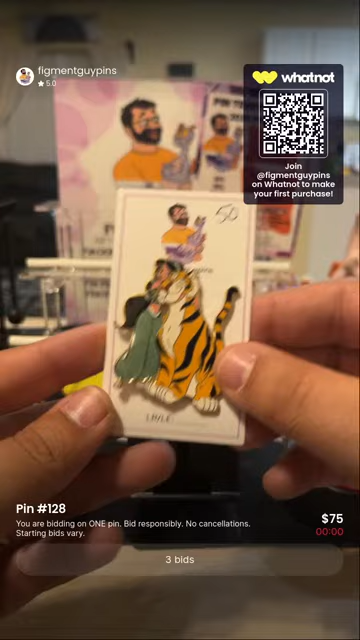 figmentguypins
5.0
whatnot
Join
@figmentguypins
on Whatnot to make
your first purchase!
50
Pin #128
You are bidding on ONE pin. Bid responsibly. No cancellations.
Starting bids vary.
$75
00:00
3 bids